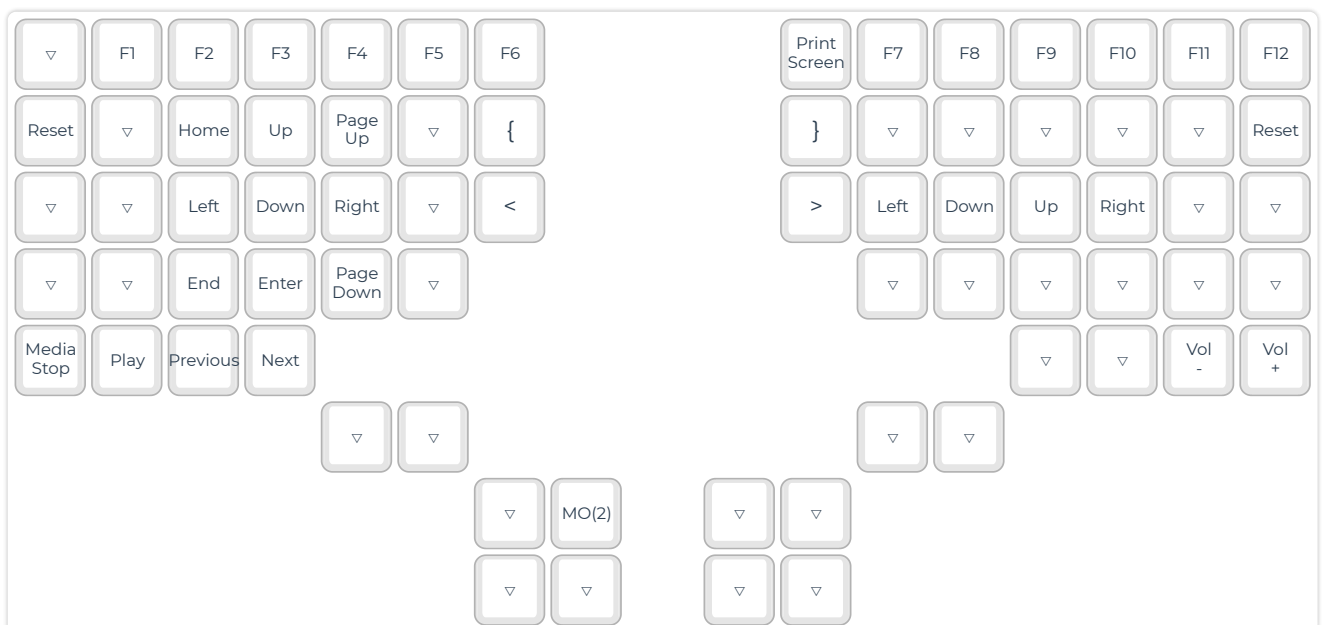 ▽ F1 F2 F3 F4 F5 F6 Print Screen F7 F8 F9 F10 F11 F12
Reset ▽ Home Up Page Up ▽ { } ▽ ▽ ▽ ▽ ▽ Reset
▽ ▽ Left Down Right ▽ < > Left Down Up Right ▽ ▽
▽ ▽ End Enter Page Down ▽ ▽ ▽ ▽ ▽ ▽ ▽
Media Stop Play Previous Next ▽ ▽ Vol - Vol +
▽ ▽ ▽ ▽
▽ MO(2) ▽ ▽
▽ ▽ ▽ ▽